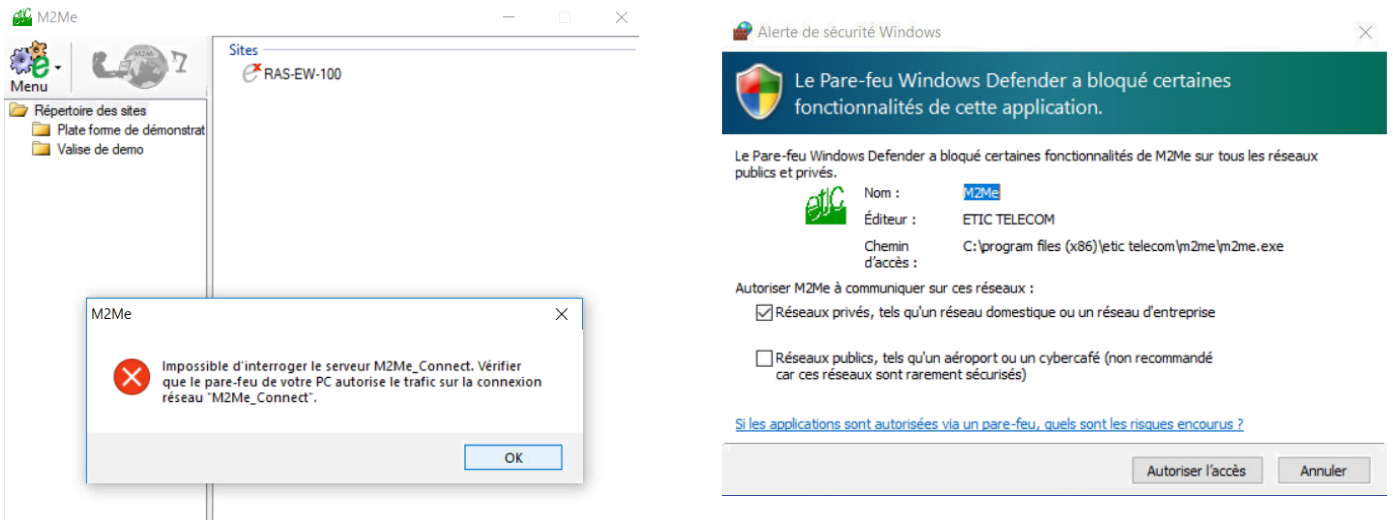 M2Me
Menu
M2M
Répertoire des sites
Plate forme de démonstrat
Valise de demo
Sites
RAS-EW-100
M2Me
Impossible d'interroger le serveur M2Me_Connect. Vérifier
que le pare-feu de votre PC autorise le trafic sur la connexion
réseau "M2Me_Connect".
OK
Alerte de sécurité Windows
Le Pare-feu Windows Defender a bloqué certaines
fonctionnalités de cette application.
Le Pare-feu Windows Defender a bloqué certaines fonctionnalités de M2Me sur tous les réseaux
publics et privés.
etic
Nom : M2Me
Éditeur : ETIC TELECOM
Chemin C:\program files (x86)\etic telecom\m2me\m2me.exe
d'accès :
Autoriser M2Me à communiquer sur ces réseaux :
Réseaux privés, tels qu'un réseau domestique ou un réseau d'entreprise
Réseaux publics, tels qu'un aéroport ou un cybercafé (non recommandé
car ces réseaux sont rarement sécurisés)
Si les applications sont autorisées via un pare-feu, quels sont les risques encourus ?
Autoriser l'accès
Annuler